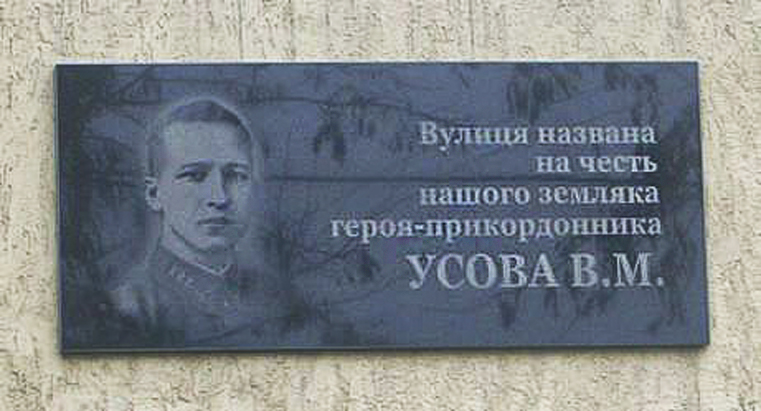 Вулиця названа
на честь
нашого земляка
героя-прикордонника
УСОВА В.М.